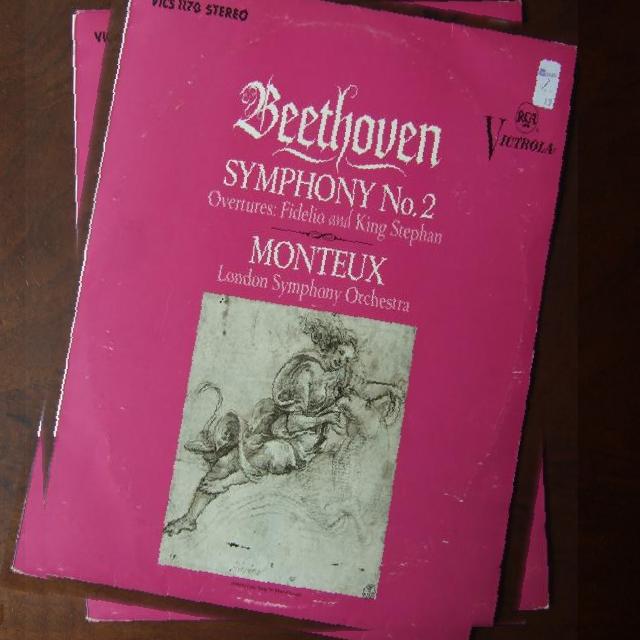 VICS 1170 STEREO
RCA
VICTROLA
Beethoven
SYMPHONY No. 2
Overtures: Fidelio and King Stephan
MONTEUX
London Symphony Orchestra